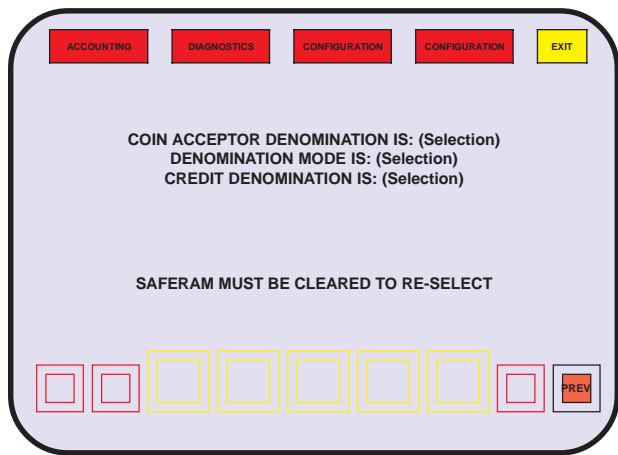 ACCOUNTING DIAGNOSTICS CONFIGURATION CONFIGURATION EXIT
COIN ACCEPTOR DENOMINATION IS: (Selection)
DENOMINATION MODE IS: (Selection)
CREDIT DENOMINATION IS: (Selection)
SAFERAM MUST BE CLEARED TO RE-SELECT
PREV